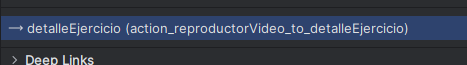 → detalleEjercicio (action_reproductorVideo_to_detalleEjercicio)
> Deep Links